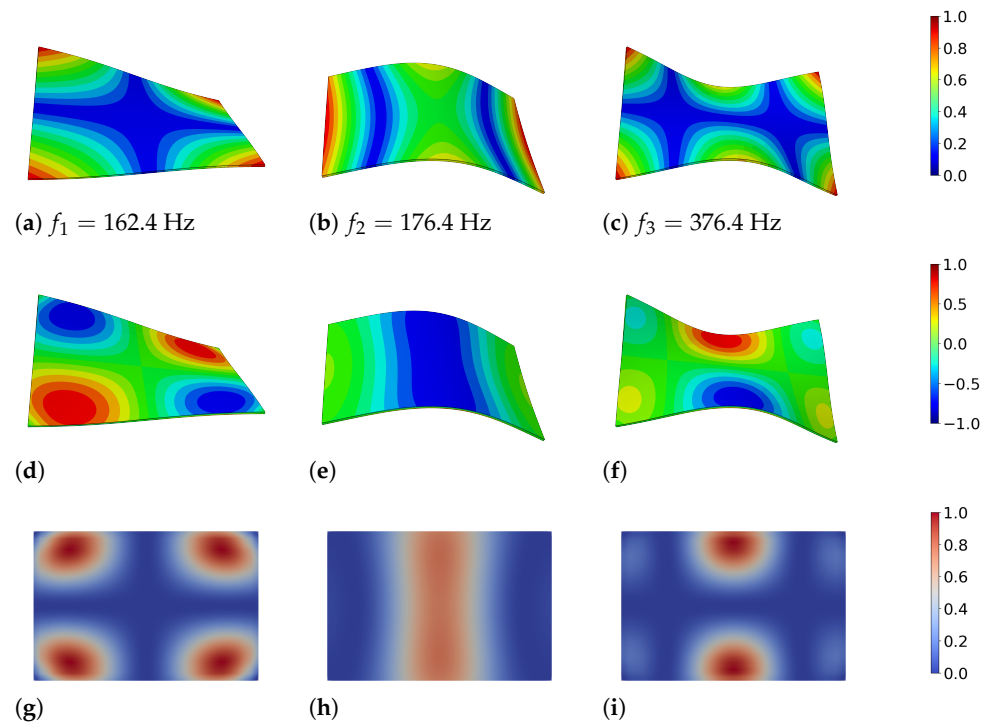 1.0
0.8
0.6
0.4
0.2
0.0
(a) f₁ = 162.4 Hz
(b) f₂ = 176.4 Hz
(c) f₃ = 376.4 Hz
1.0
0.5
0.0
−0.5
−1.0
(d)
(e)
(f)
1.0
0.8
0.6
0.4
0.2
0.0
(g)
(h)
(i)